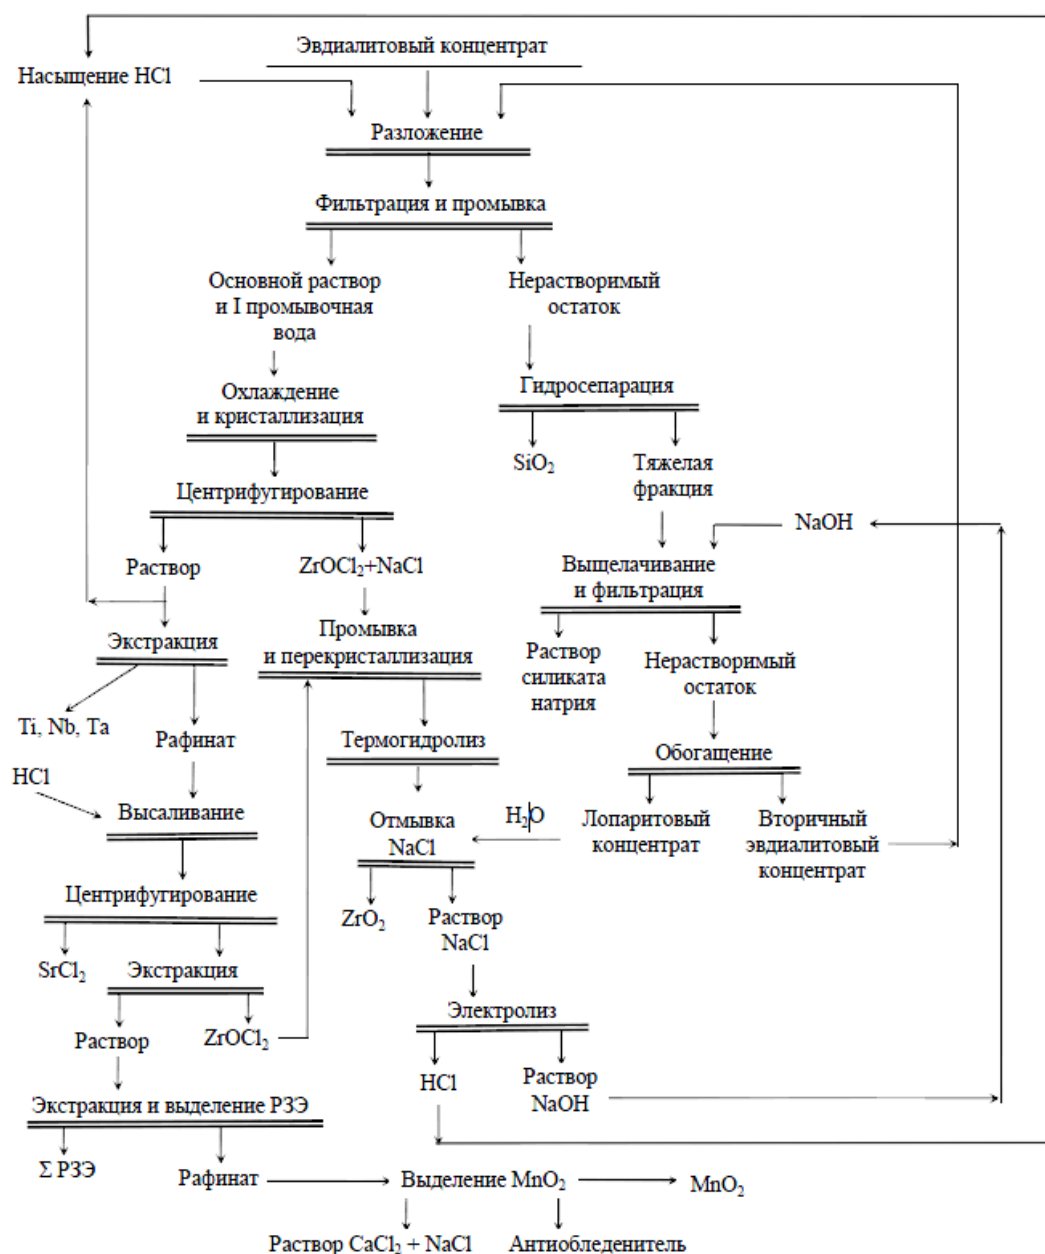 Эвдиалитовый концентрат
Насыщение HCl
Разложение
Фильтрация и промывка
Основной раствор
и I промывочная
вода
Нерастворимый
остаток
Охлаждение
и кристаллизация
Гидросепарация
SiO₂
Тяжелая
фракция
Центрифугирование
NaOH
Раствор
ZrOCl₂+NaCl
Выщелачивание
и фильтрация
Экстракция
Промывка
и перекристаллизация
Раствор
силиката
натрия
Нерастворимый
остаток
Ti, Nb, Ta
Рафинат
Термогидролиз
Обогащение
HCl
Высаливание
Отмывка
NaCl
H₂O
Лопаритовый
концентрат
Вторичный
эвдиалитовый
концентрат
Центрифугирование
ZrO₂
Раствор
NaCl
SrCl₂
Экстракция
Электролиз
Раствор
ZrOCl₂
HCl
Раствор
NaOH
Экстракция и выделение РЗЭ
Σ РЗЭ
Рафинат
Выделение MnO₂
MnO₂
Раствор CaCl₂ + NaCl
Антиобледенитель